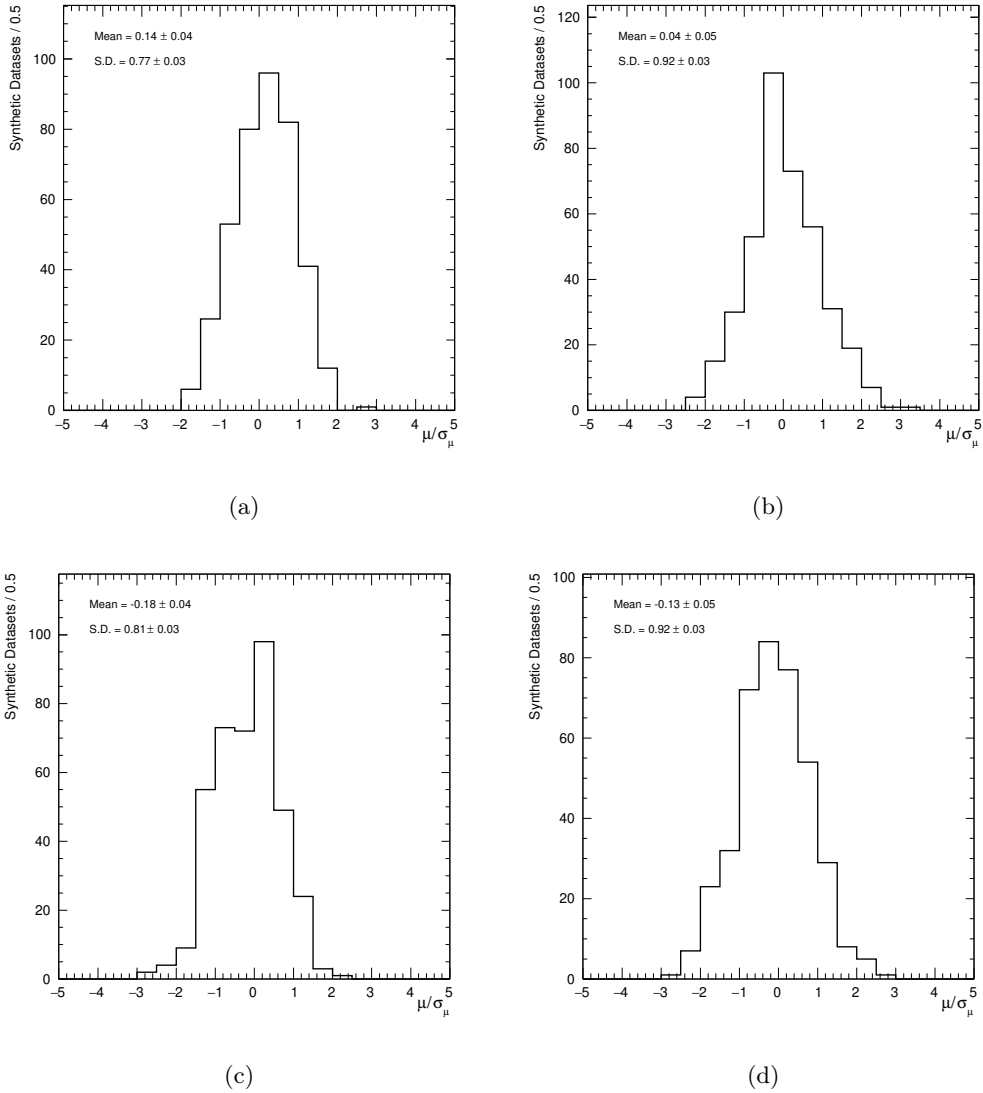 Synthetic Datasets / 0.5
Mean = 0.14 ± 0.04
S.D. = 0.77 ± 0.03
100
80
60
40
20
0
−5 −4 −3 −2 −1 0 1 2 3 4 5
μ/σμ
(a)
Synthetic Datasets / 0.5
120
Mean = 0.04 ± 0.05
S.D. = 0.92 ± 0.03
100
80
60
40
20
0
−5 −4 −3 −2 −1 0 1 2 3 4 5
μ/σμ
(b)
Synthetic Datasets / 0.5
Mean = -0.18 ± 0.04
S.D. = 0.81 ± 0.03
100
80
60
40
20
0
−5 −4 −3 −2 −1 0 1 2 3 4 5
μ/σμ
(c)
Synthetic Datasets / 0.5
100
Mean = -0.13 ± 0.05
S.D. = 0.92 ± 0.03
80
60
40
20
0
−5 −4 −3 −2 −1 0 1 2 3 4 5
μ/σμ
(d)